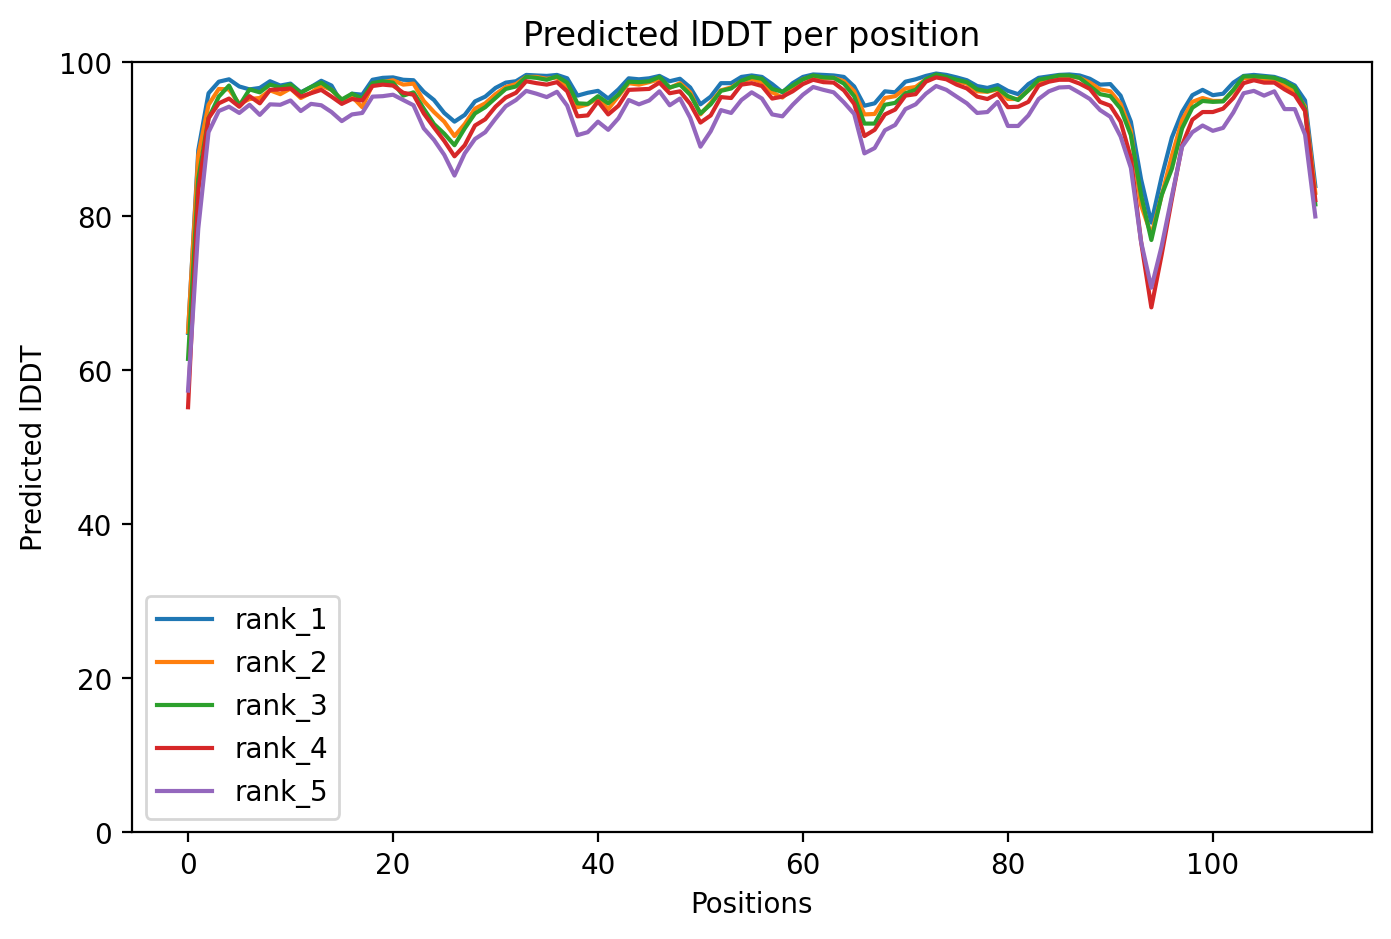 Predicted lDDT per position
100
80
60
40
20
0
Predicted lDDT
rank_1
rank_2
rank_3
rank_4
rank_5
0 20 40 60 80 100
Positions